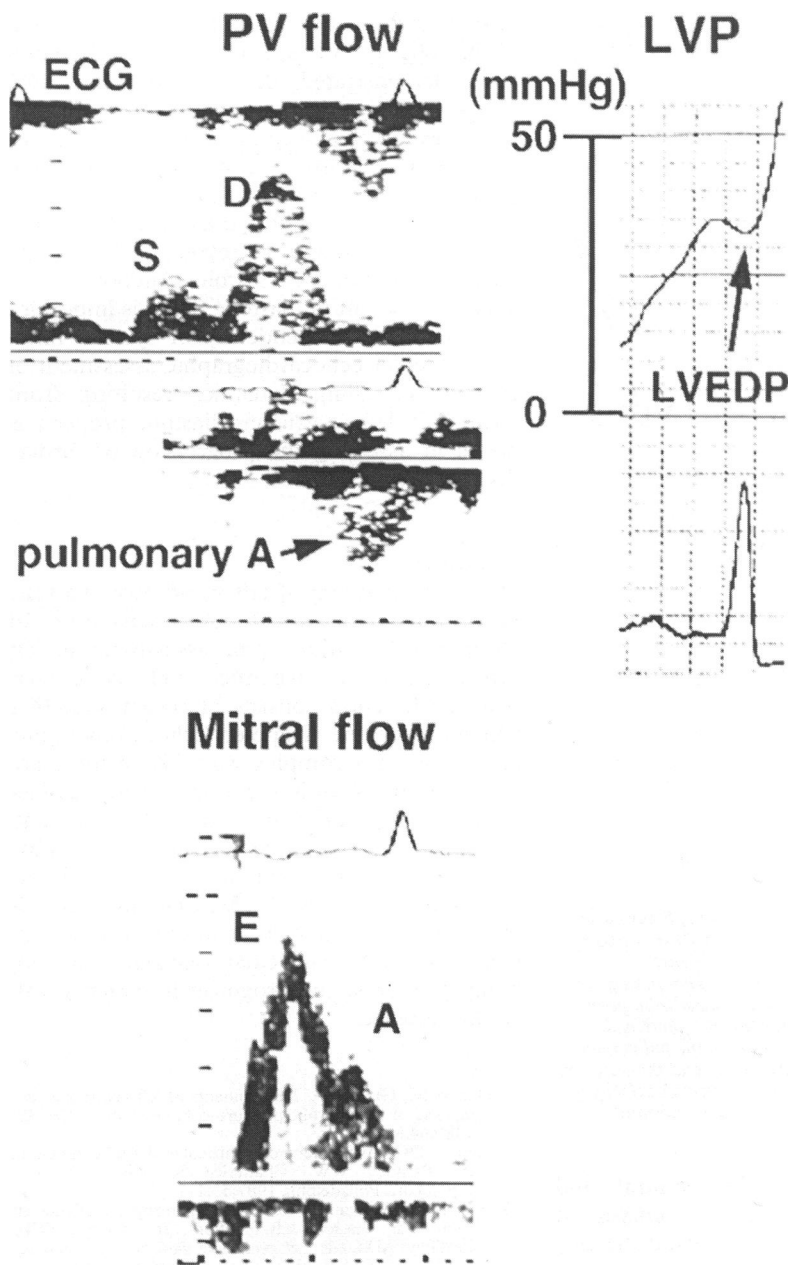 PV flow
LVP
ECG
(mmHg)
50
D
S
LVEDP
0
pulmonary A
Mitral flow
E
A